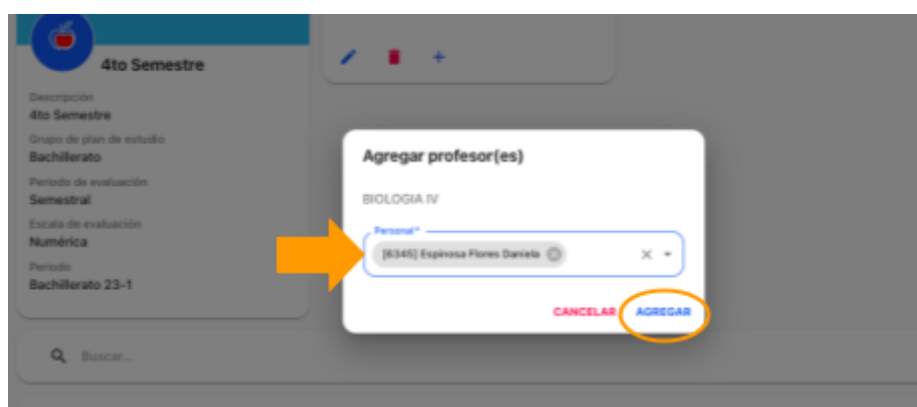 4to Semestre
Descripción
4to Semestre
Grupo de plan de estudio
Bachillerato
Periodo de evaluación
Semestral
Escala de evaluación
Numérica
Periodo
Bachillerato 23-1
Agregar profesor(es)
BIOLOGIA IV
Personal*
[6345] Espinosa Flores Daniela
CANCELAR AGREGAR
Buscar...